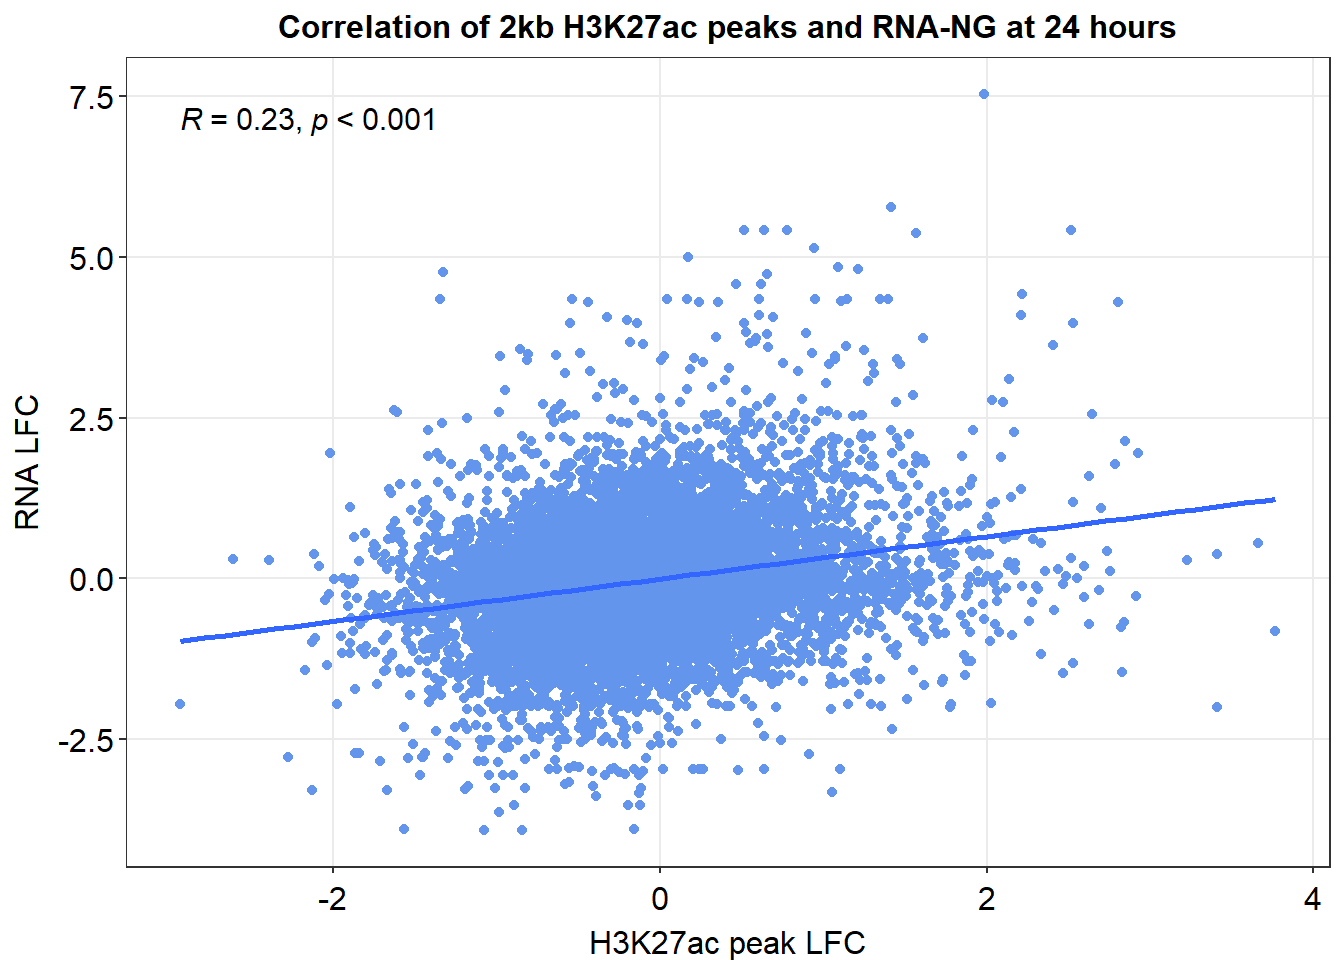 Correlation of 2kb H3K27ac peaks and RNA-NG at 24 hours
R = 0.23, p < 0.001
RNA LFC
7.5
5.0
2.5
0.0
-2.5
-2
0
2
4
H3K27ac peak LFC